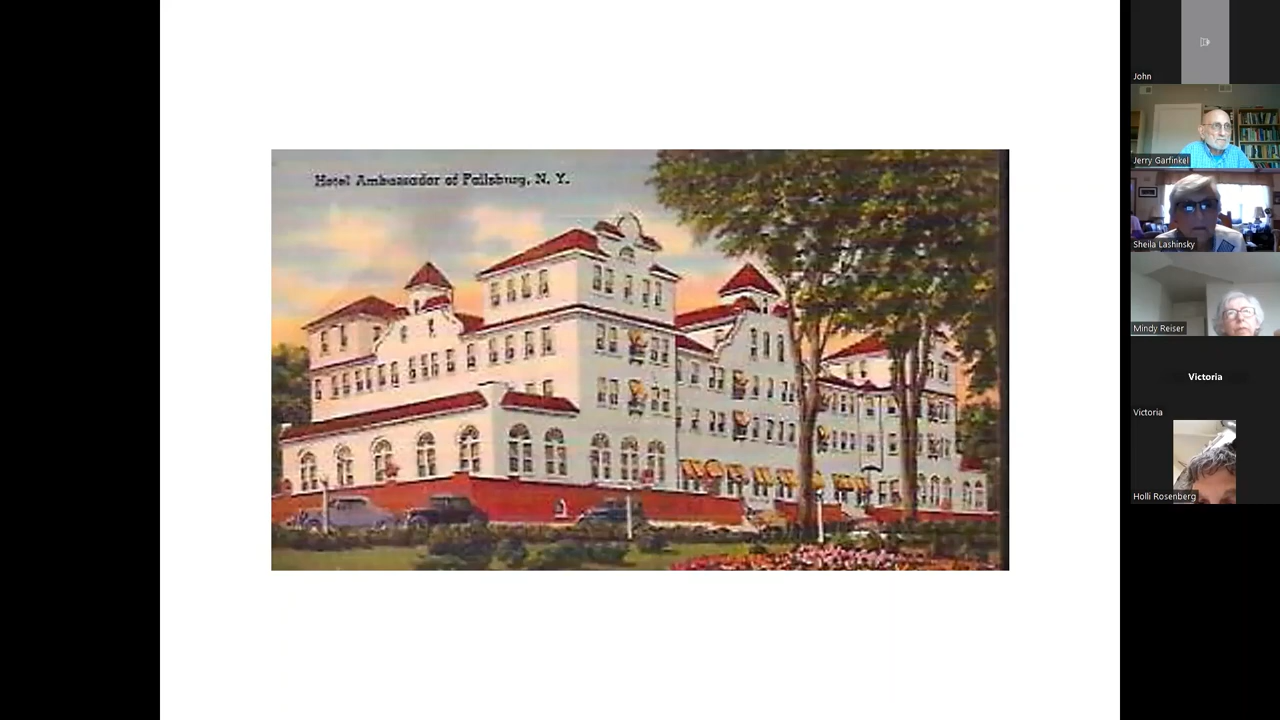 Hotel Ambassador of Fallsburg, N. Y.
John
Jerry Garfinkel
Sheila Lashinsky
Mindy Reiser
Victoria
Victoria
Holli Rosenberg